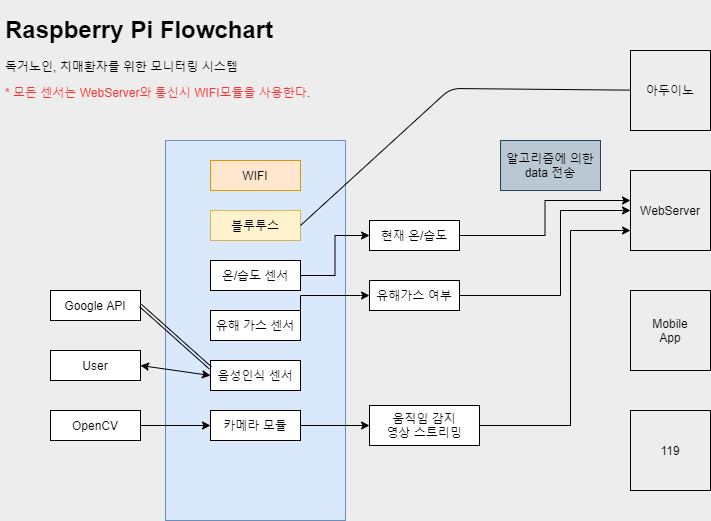 Raspberry Pi Flowchart
독거노인, 치매환자를 위한 모니터링 시스템
* 모든 센서는 WebServer와 통신시 WIFI모듈을 사용한다.
아두이노
알고리즘에 의한
data 전송
WIFI
블루투스
WebServer
현재 온/습도
온/습도 센서
유해가스 여부
Google API
유해 가스 센서
Mobile
App
User
음성인식 센서
OpenCV
카메라 모듈
움직임 감지
영상 스트리밍
119